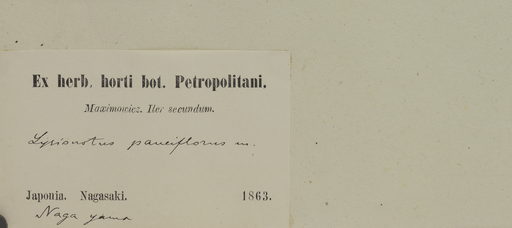 Ex herb. horti bot. Petropolitani.
Maximowicz. Iter secundum.
Lysionotus pauciflorus m.
Japonia. Nagasaki. 1863.
Naga yama